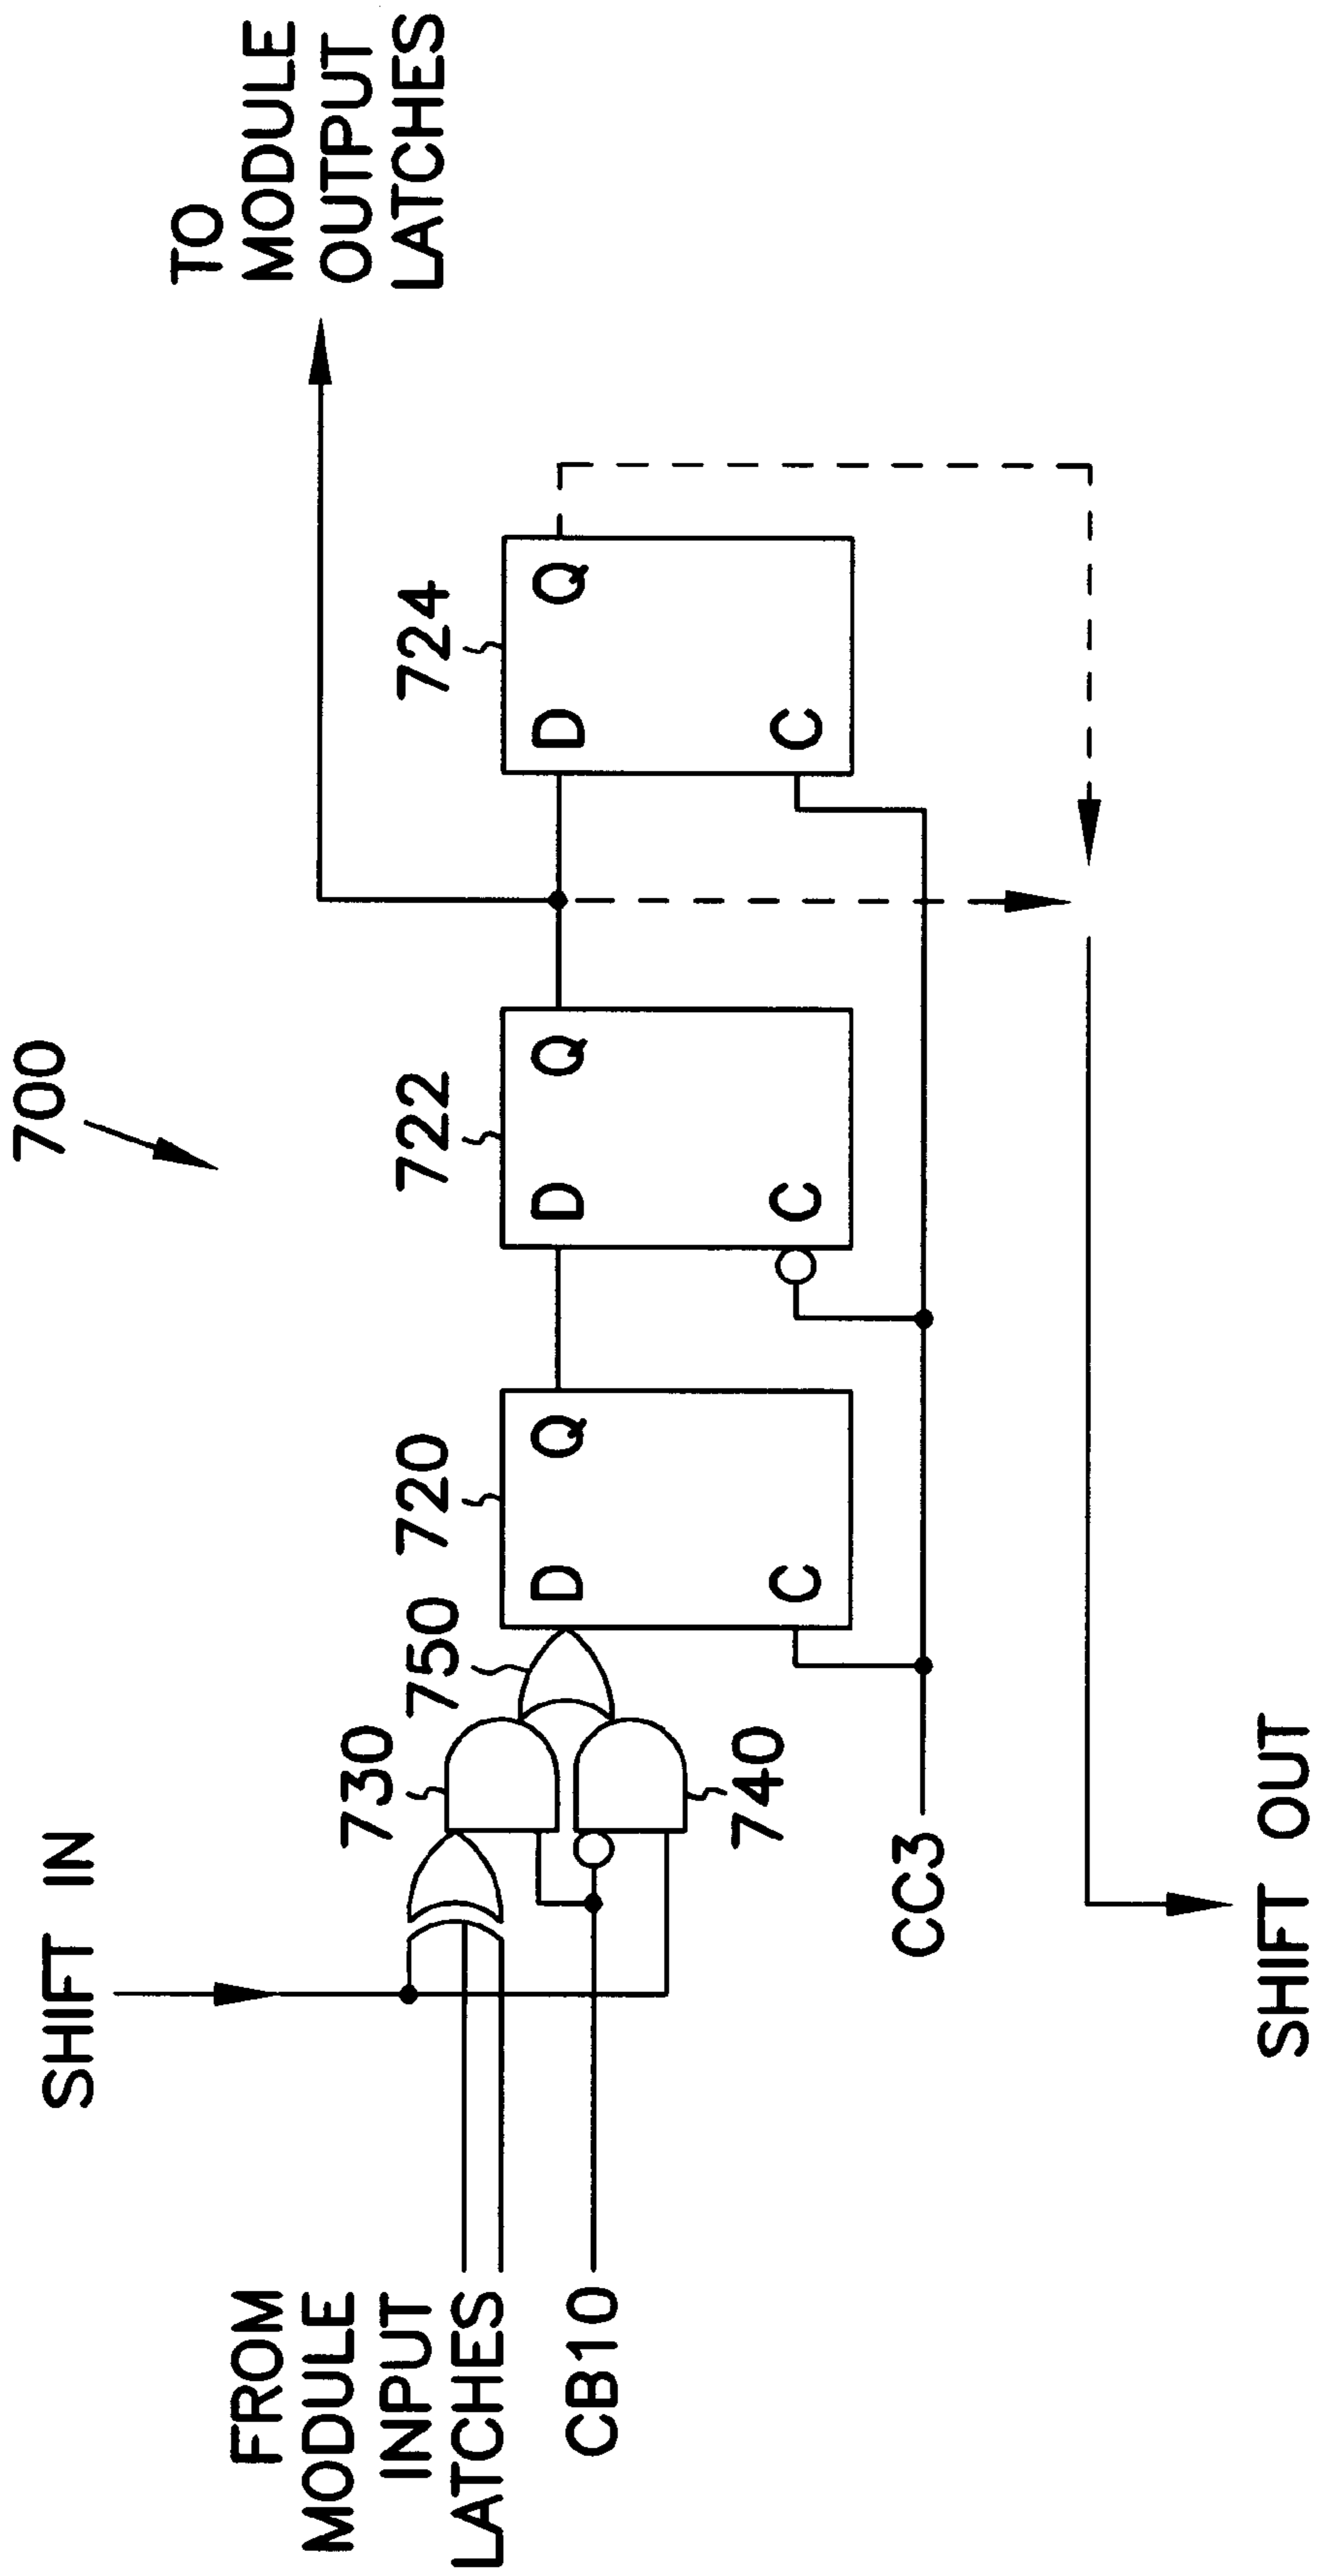 700
SHIFT IN
TO
MODULE
OUTPUT
LATCHES
FROM
MODULE
INPUT
LATCHES
CB10
730
740
750
720
D Q
C
722
D Q
C
724
D Q
C
CC3
SHIFT OUT